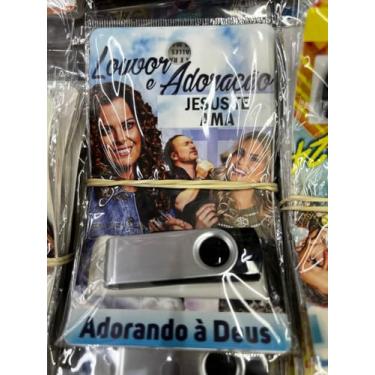 Louvor
e Adoração
JESUS TE
AMA
Adorando à Deus